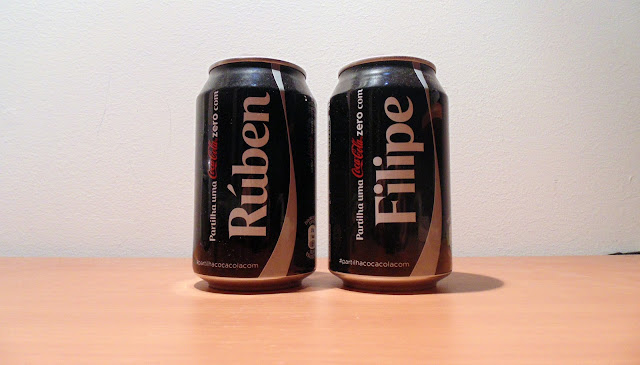 Partilha uma Coca-Cola zero com
Rúben
#partilhacocacolacom
Partilha uma Coca-Cola zero com
Filipe
#partilhacocacolacom